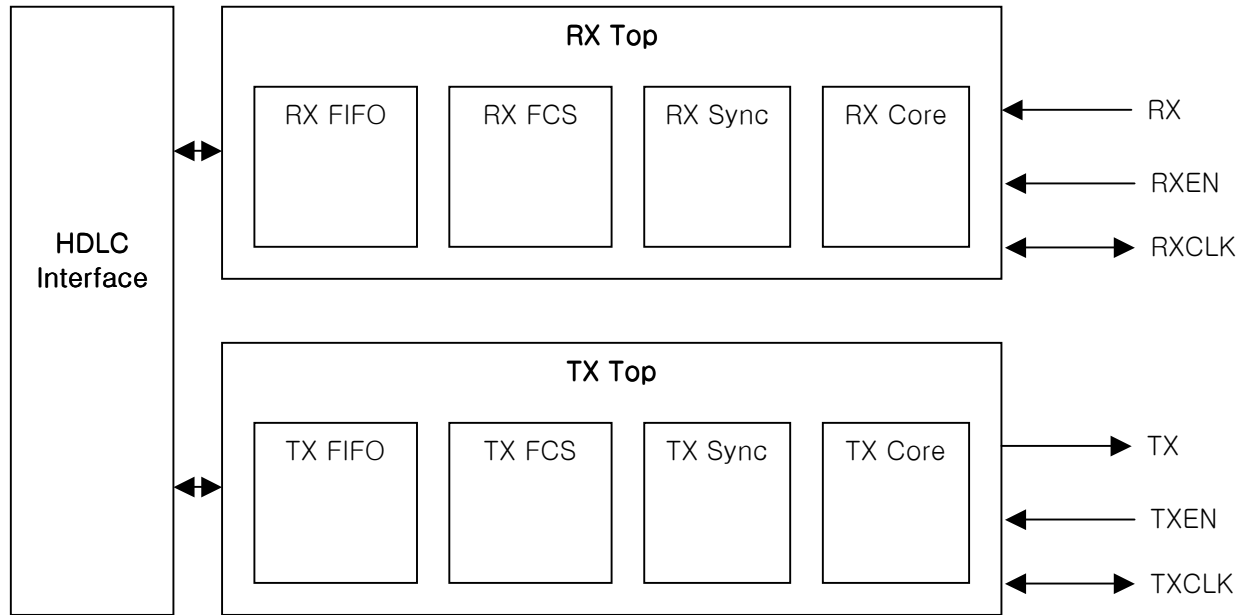 RX Top
RX FIFO
RX FCS
RX Sync
RX Core
RX
RXEN
RXCLK
HDLC
Interface
TX Top
TX FIFO
TX FCS
TX Sync
TX Core
TX
TXEN
TXCLK